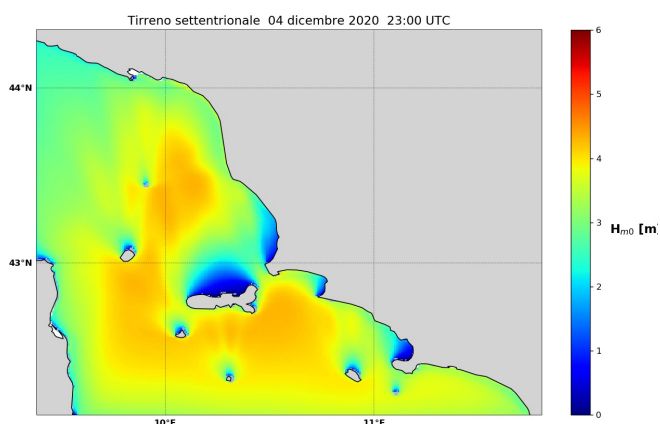 Tirreno settentrionale 04 dicembre 2020 23:00 UTC
6
44°N
5
4
H_{m0} [m]
3
43°N
2
1
0
10°E
11°E